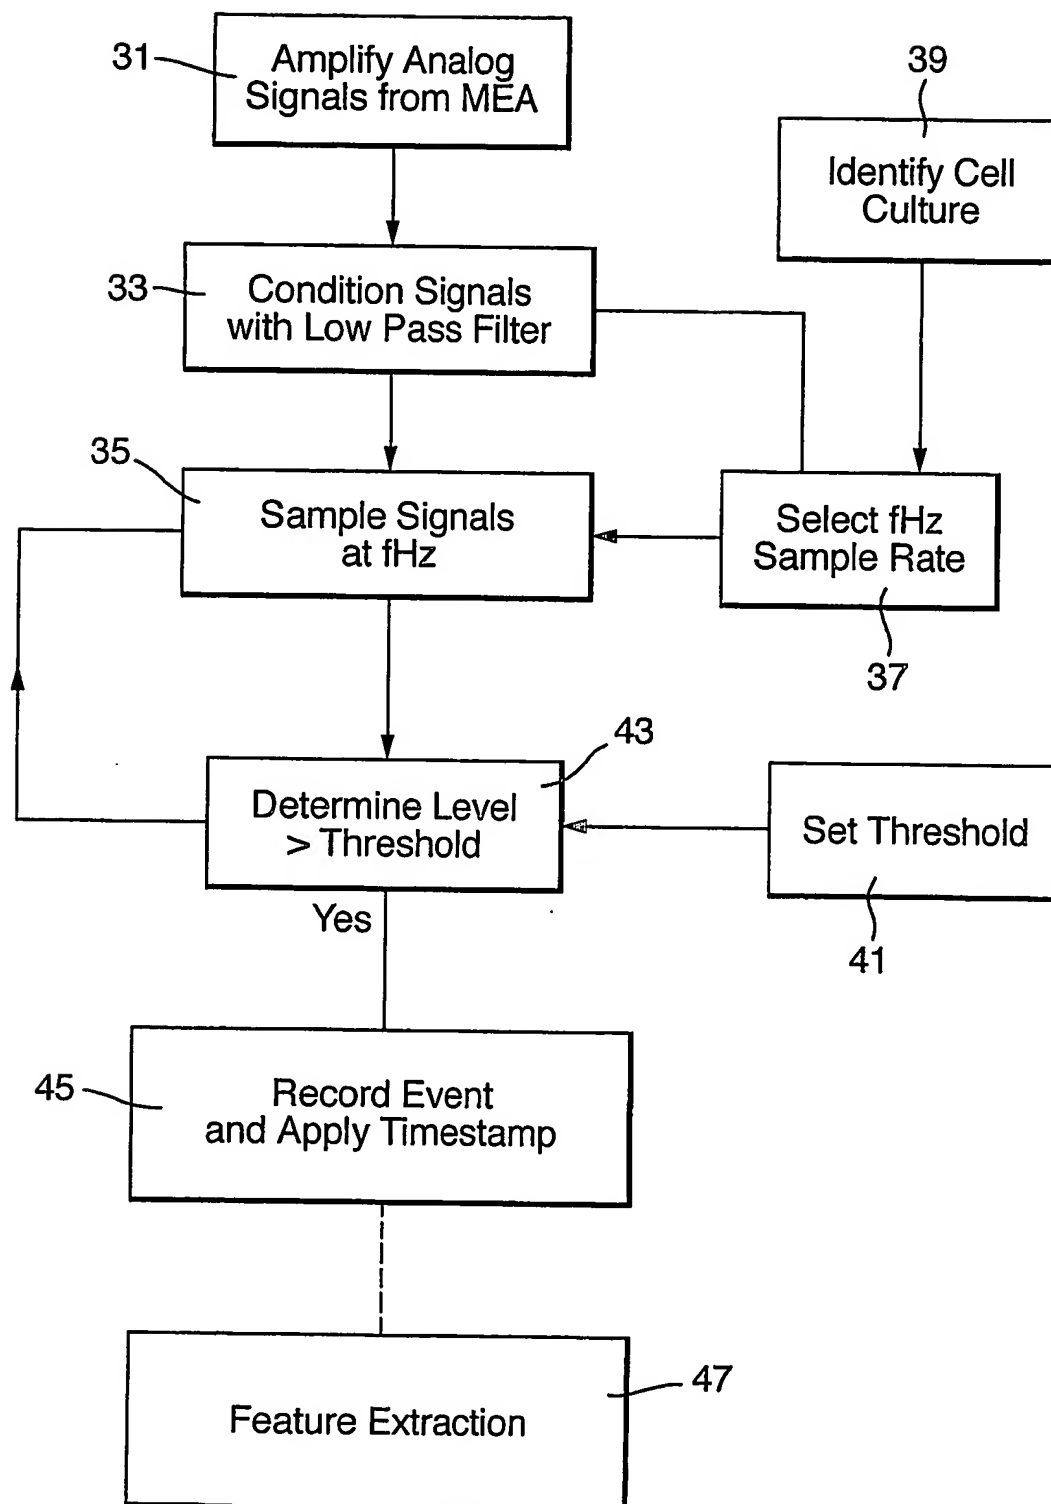 31
Amplify Analog
Signals from MEA
39
Identify Cell
Culture
33
Condition Signals
with Low Pass Filter
35
Sample Signals
at fHz
Select fHz
Sample Rate
37
43
Determine Level
> Threshold
Set Threshold
Yes
41
45
Record Event
and Apply Timestamp
47
Feature Extraction